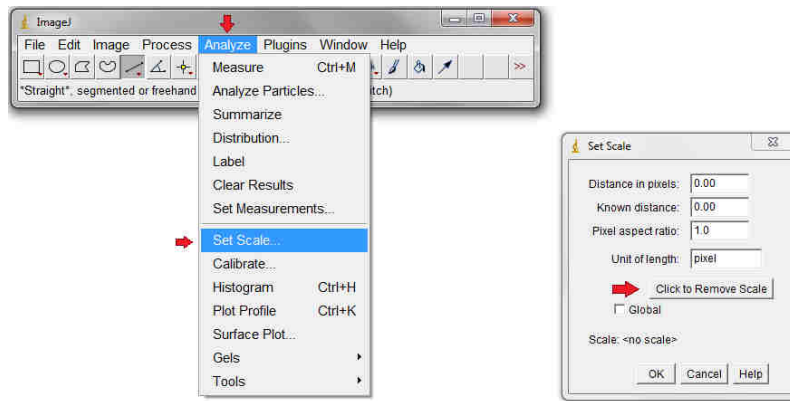 ImageJ
File Edit Image Process Analyze Plugins Window Help
>>
*Straight*, segmented or freehand
tch)
Measure Ctrl+M
Analyze Particles...
Summarize
Distribution...
Label
Clear Results
Set Measurements...
Set Scale...
Calibrate...
Histogram Ctrl+H
Plot Profile Ctrl+K
Surface Plot...
Gels
Tools
Set Scale
Distance in pixels: 0.00
Known distance: 0.00
Pixel aspect ratio: 1.0
Unit of length: pixel
Click to Remove Scale
Global
Scale: <no scale>
OK Cancel Help